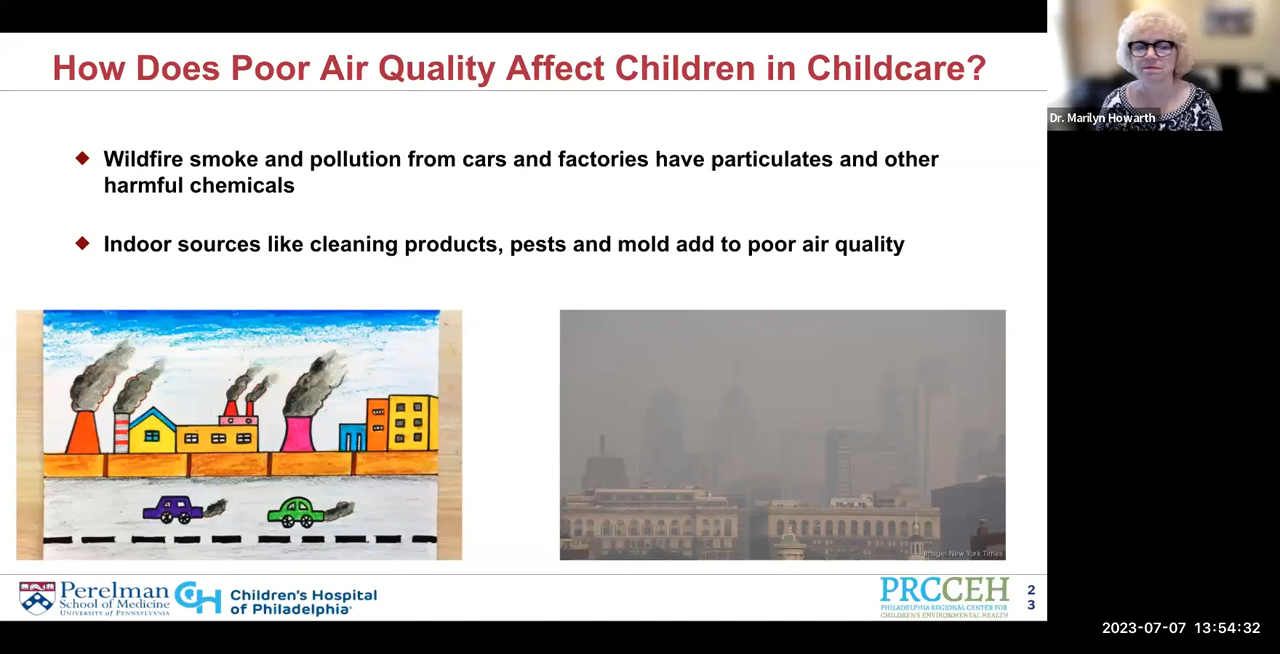 How Does Poor Air Quality Affect Children in Childcare?
Dr. Marilyn Howarth
Wildfire smoke and pollution from cars and factories have particulates and other
harmful chemicals
Indoor sources like cleaning products, pests and mold add to poor air quality
Image: New York Times
Perelman
School of Medicine
UNIVERSITY of PENNSYLVANIA
CH
Children's Hospital
of Philadelphia
PRCCEH
PHILADELPHIA REGIONAL CENTER FOR
CHILDREN'S ENVIRONMENTAL HEALTH
2
3
2023-07-07 13:54:32